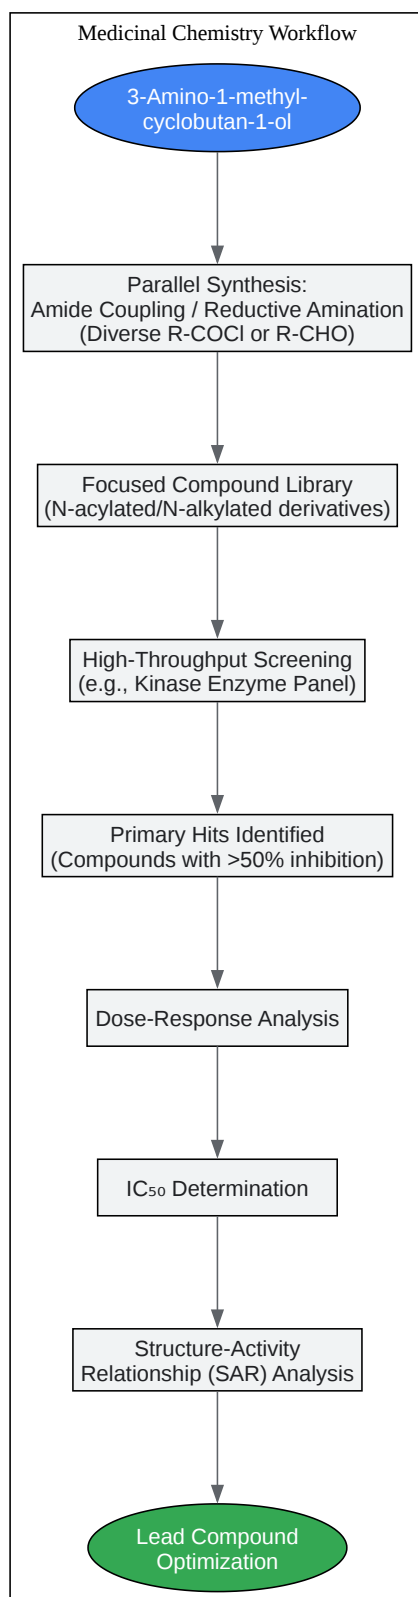 Medicinal Chemistry Workflow
3-Amino-1-methyl-
cyclobutan-1-ol
Parallel Synthesis:
Amide Coupling / Reductive Amination
(Diverse R-COCl or R-CHO)
Focused Compound Library
(N-acylated/N-alkylated derivatives)
High-Throughput Screening
(e.g., Kinase Enzyme Panel)
Primary Hits Identified
(Compounds with >50% inhibition)
Dose-Response Analysis
IC₅₀ Determination
Structure-Activity
Relationship (SAR) Analysis
Lead Compound
Optimization